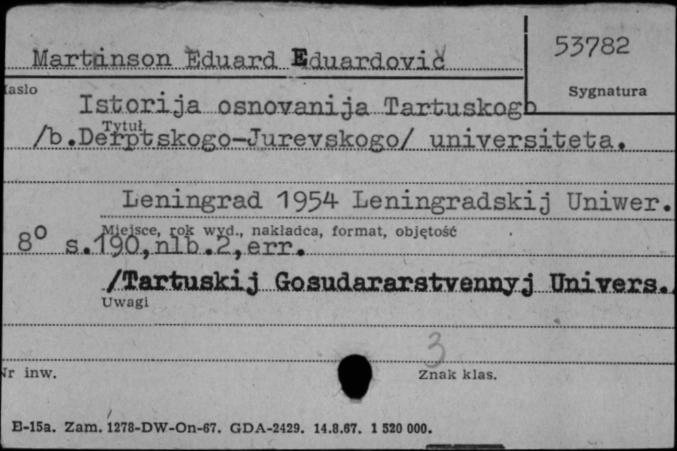 53782
Martinson Eduard Eduardovič
Hasło
Sygnatura
Istorija osnovanija Tartuskogo
Tytuł
/b.Derptskogo-Jurevskogo/ universiteta.
Leningrad 1954 Leningradskij Uniwer.
Miejsce, rok wyd., nakładca, format, objętość
8° s.190,nlb.2,err.
/Tartuskij Gosudararstvennyj Univers./
Uwagi
3
Nr inw.
Znak klas.
E-15a. Zam. 1278-DW-On-67. GDA-2429. 14.8.67. 1 520 000.